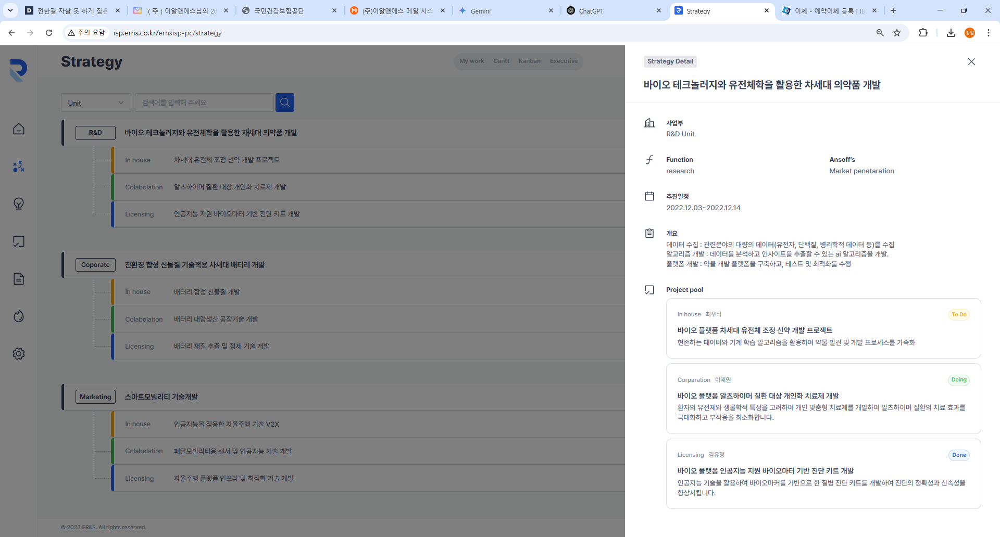 전한길 자살 못 하게 잡은
( 주 ) 이알앤에스님의 20
국민건강보험공단
(주)이알앤에스 메일 시스
Gemini
ChatGPT
Strategy
이체 - 예약이체 등록 | IB
주의 요함
isp.erns.co.kr/ernsisp-pc/strategy
창범
Strategy
My work
Gantt
Kanban
Executive
Unit
검색어를 입력해 주세요
R&D 바이오 테크놀러지와 유전체학을 활용한 차세대 의약품 개발
In house 차세대 유전체 조정 신약 개발 프로젝트
Colabolation 알츠하이머 질환 대상 개인화 치료제 개발
Licensing 인공지능 지원 바이오마터 기반 진단 키트 개발
Coporate 친환경 합성 신물질 기술적용 차세대 배터리 개발
In house 배터리 합성 신물질 개발
Colabolation 배터리 대량생산 공정기술 개발
Licensing 배터리 재질 추출 및 정제 기술 개발
Marketing 스마트모빌리티 기술개발
In house 인공지능을 적용한 자율주행 기술 V2X
Colabolation 페달모빌리티용 센서 및 인공지능 기술 개발
Licensing 자율주행 플랫폼 인프라 및 최적화 기술 개발
© 2023 ER&S. All rights reserved.
Strategy Detail
바이오 테크놀러지와 유전체학을 활용한 차세대 의약품 개발
사업부
R&D Unit
Function
research
Ansoff's
Market penetaration
추진일정
2022.12.03~2022.12.14
개요
데이터 수집 : 관련문야의 대량의 데이터(유전자, 단백질, 병리학적 데이터 등)를 수집
알고리즘 개발 : 데이터를 분석하고 인사이트를 추출할 수 있는 ai 알고리즘을 개발.
플랫폼 개발 : 약물 개발 플랫폼을 구축하고, 테스트 및 최적화를 수행
Project pool
In house 최우식
To Do
바이오 플랫폼 차세대 유전체 조정 신약 개발 프로젝트
현존하는 데이터와 기계 학습 알고리즘을 활용하여 약물 발견 및 개발 프로세스를 가속화
Corparation 이혜원
Doing
바이오 플랫폼 알츠하이머 질환 대상 개인화 치료제 개발
환자의 유전체와 생물학적 특성을 고려하여 개인 맞춤형 치료제를 개발하여 알츠하이머 질환의 치료 효과를
극대화하고 부작용을 최소화합니다.
Licensing 김유정
Done
바이오 플랫폼 인공지능 지원 바이오마터 기반 진단 키트 개발
인공지능 기술을 활용하여 바이오마커를 기반으로 한 질병 진단 키트를 개발하여 진단의 정확성과 신속성을
향상시킵니다.